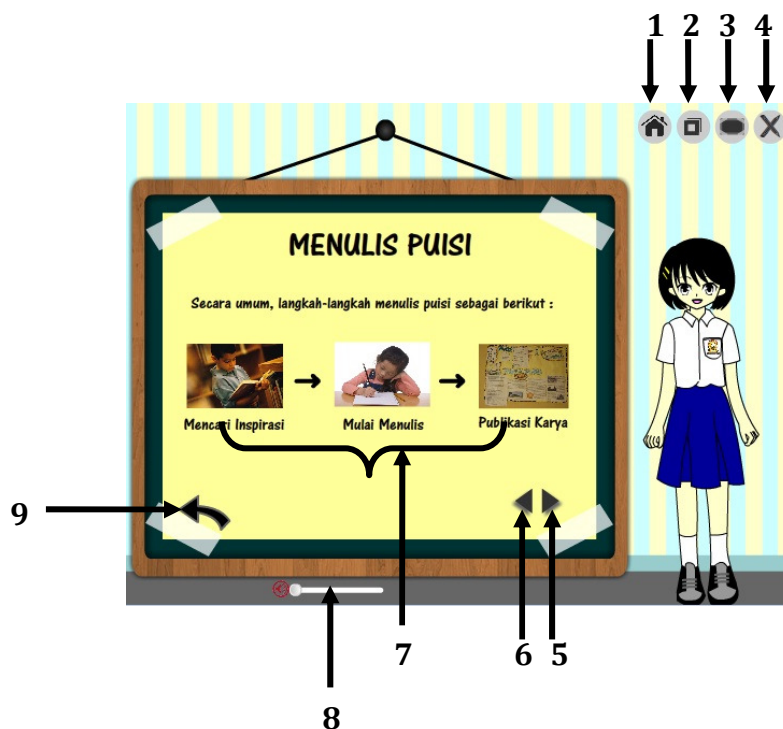 1 2 3 4
MENULIS PUISI
Secara umum, langkah-langkah menulis puisi sebagai berikut :
Mencari Inspirasi Mulai Menulis Publikasi Karya
9
7 6 5
8